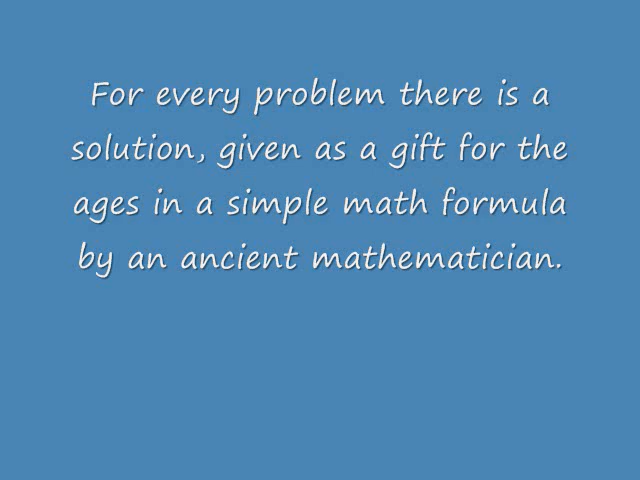 For every problem there is a
solution, given as a gift for the
ages in a simple math formula
by an ancient mathematician.